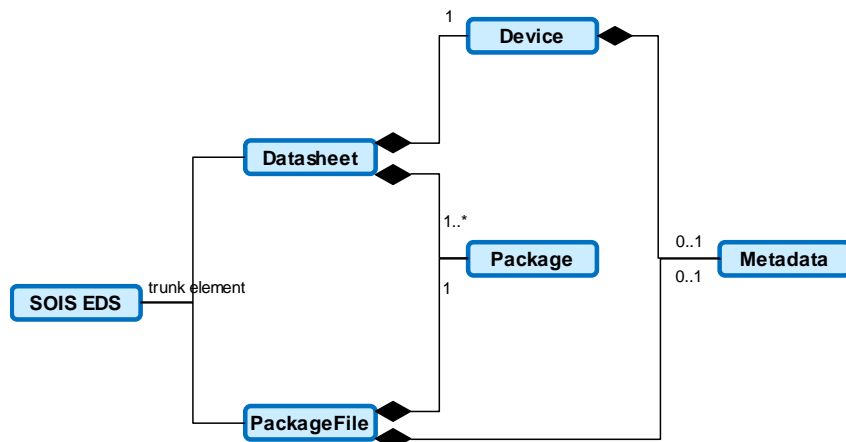 1
Device
Datasheet
1..*
0..1
Package
Metadata
0..1
trunk element
1
SOIS EDS
PackageFile